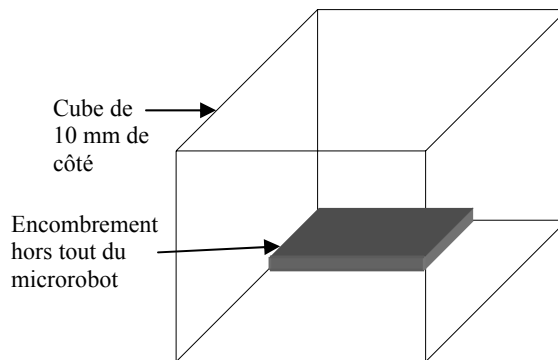 Cube de
10 mm de
côté
Encombrement
hors tout du
microrobot